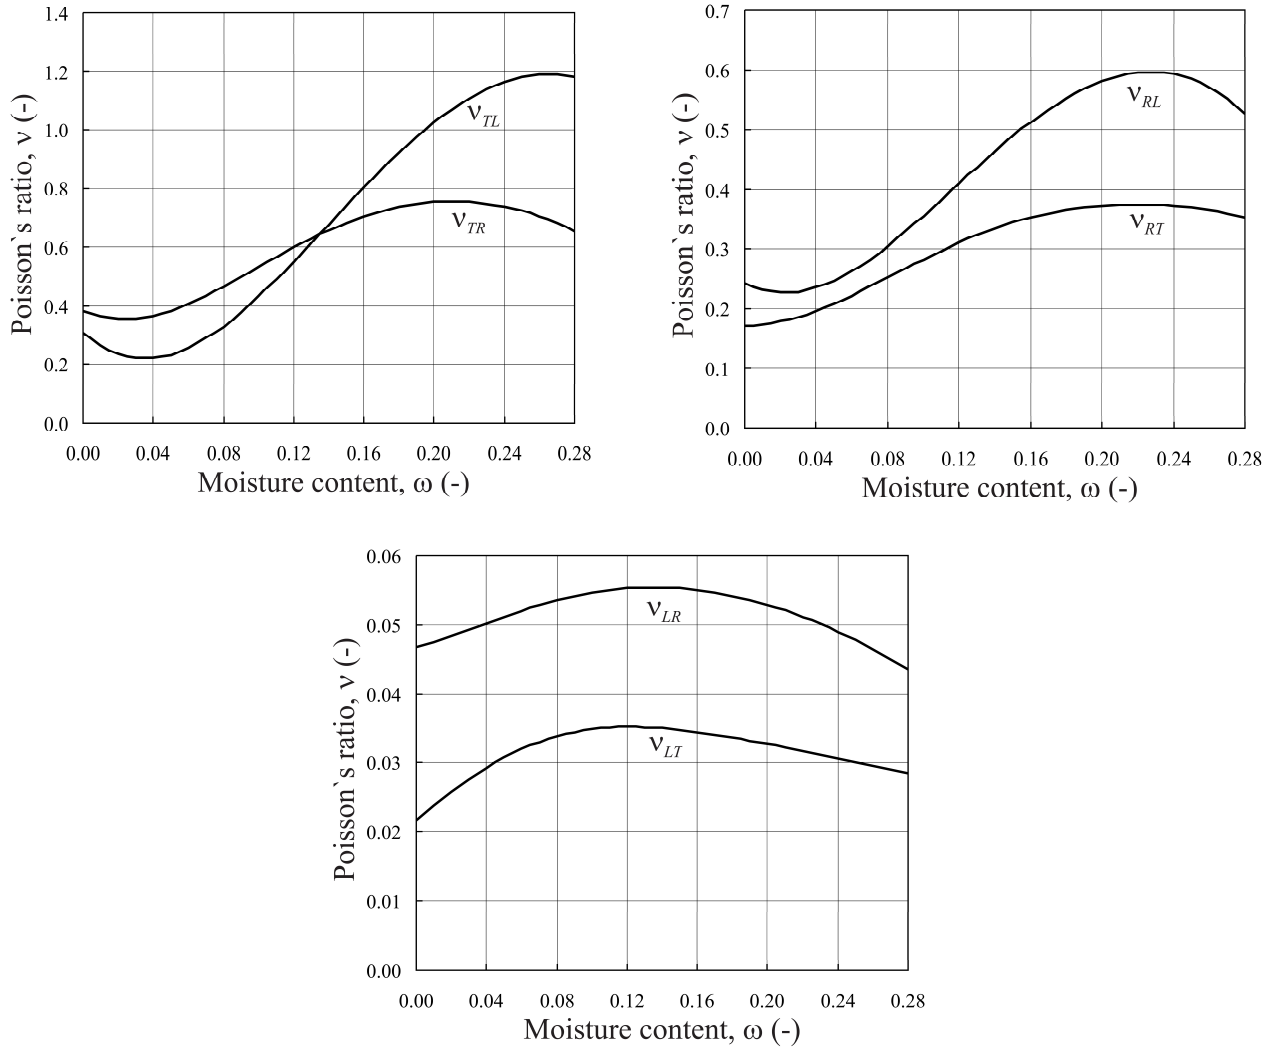 1.4
1.2
1.0
0.8
0.6
0.4
0.2
0.0
Poisson`s ratio, ν (-)
ν_TL
ν_TR
0.00 0.04 0.08 0.12 0.16 0.20 0.24 0.28
Moisture content, ω (-)
0.7
0.6
0.5
0.4
0.3
0.2
0.1
0.0
Poisson`s ratio, ν (-)
ν_RL
ν_RT
0.00 0.04 0.08 0.12 0.16 0.20 0.24 0.28
Moisture content, ω (-)
0.06
0.05
0.04
0.03
0.02
0.01
0.00
Poisson`s ratio, ν (-)
ν_LR
ν_LT
0.00 0.04 0.08 0.12 0.16 0.20 0.24 0.28
Moisture content, ω (-)